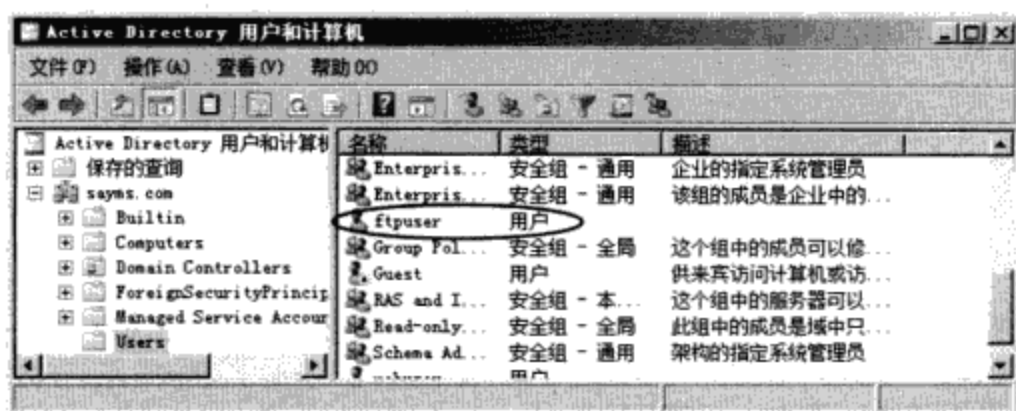 Active Directory 用户和计算机
文件(F) 操作(A) 查看(V) 帮助(H)
Active Directory 用户和计算机
保存的查询
sayms.com
Builtin
Computers
Domain Controllers
ForeignSecurityPrincip
Managed Service Accoun
Users
名称 类型 描述
Enterpris... 安全组 - 通用 企业的指定系统管理员
Enterpris... 安全组 - 通用 该组的成员是企业中的...
ftpuser 用户
Group Pol... 安全组 - 全局 这个组中的成员可以修...
Guest 用户 供来宾访问计算机或访...
RAS and I... 安全组 - 本... 这个组中的服务器可以...
Read-only... 安全组 - 全局 此组中的成员是域中只...
Schema Ad... 安全组 - 通用 架构的指定系统管理员
用户